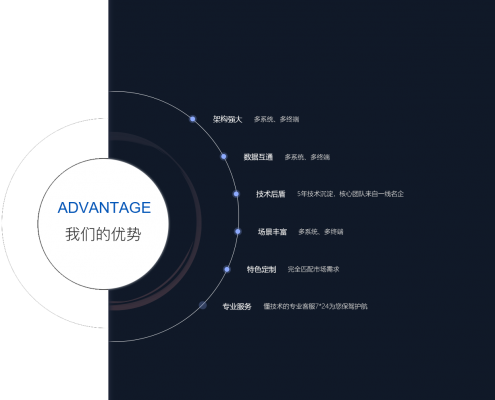 ADVANTAGE
我们的优势
架构强大 多系统、多终端
数据互通 多系统、多终端
技术后盾 5年技术沉淀，核心团队来自一线名企
场景丰富 多系统、多终端
特色定制 完全匹配市场需求
专业服务 懂技术的专业客服7*24为您保驾护航